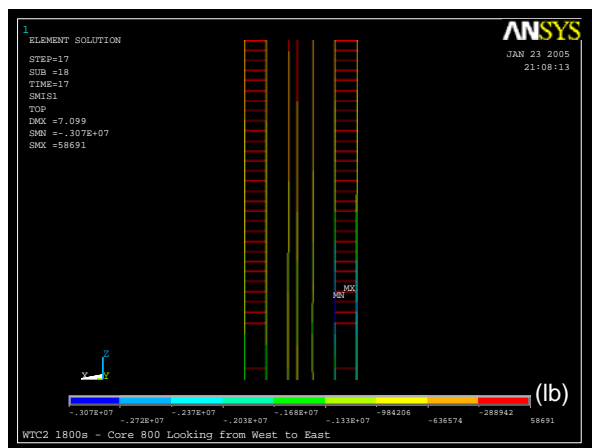 1
ANSYS
ELEMENT SOLUTION
JAN 23 2005
21:08:13
STEP=17
SUB =18
TIME=17
SMIS1
TOP
DMX =7.099
SMN =-.307E+07
SMX =58691
MX
MN
Z
X Y
(lb)
-.307E+07 -.237E+07 -.168E+07 -984206 -288942
-.272E+07 -.203E+07 -.133E+07 -636574 58691
WTC2 1800s - Core 800 Looking from West to East